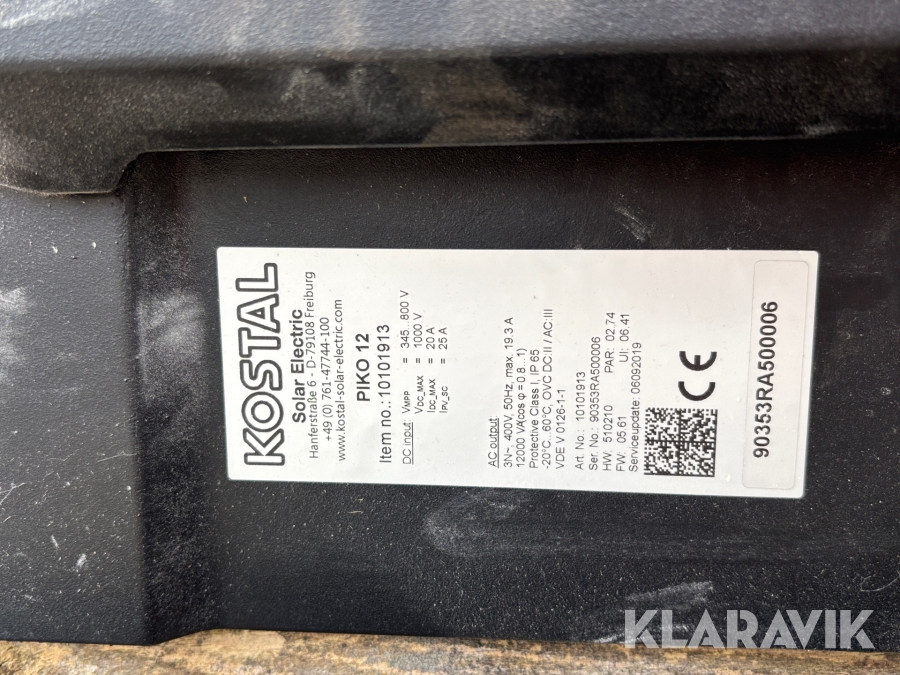 KOSTAL
Solar Electric
Hanferstraße 6 - D-79108 Freiburg
+49 (0) 761-47744-100
www.kostal-solar-electric.com
PIKO 12
Item no.:10101913
DC input: VMPP = 345...800 V
VDC_MAX = 1000 V
IDC_MAX = 20 A
IPV_SC = 25 A
AC output:
3N~, 400V, 50Hz, max. 19.3 A
12000 VA(cos φ = 0.8...1)
Protective Class I, IP 65
-20°C...60°C, OVC DC:II / AC:III
VDE V 0126-1-1
Art. No.: 10101913
Ser. No.: 90353RA500006
HW: 510210 PAR: 02.74
FW: 05.61 UI: 06.41
Serviceupdate: 06092019
CE
90353RA500006
KLARAVIK